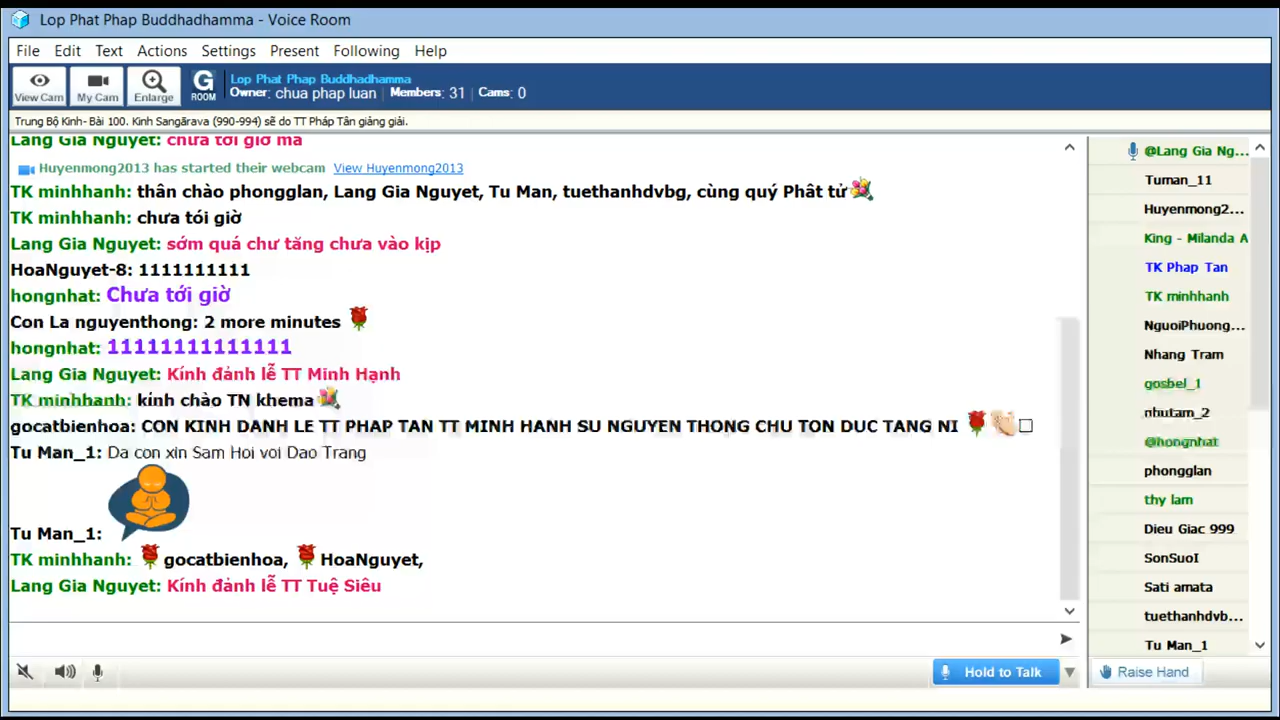 Lop Phat Phap Buddhadhamma - Voice Room
File Edit Text Actions Settings Present Following Help
View Cam My Cam Enlarge G ROOM
Lop Phat Phap Buddhadhamma
Owner: chua phap luan Members: 31 Cams: 0
Trung Bộ Kinh- Bài 100. Kinh Sangārava (990-994) sẽ do TT Pháp Tân giảng giải.
Lang Gia Nguyet: chưa tới giờ mà
Huyenmong2013 has started their webcam View Huyenmong2013
TK minhhanh: thân chào phongglan, Lang Gia Nguyet, Tu Man, tuethanhdvbg, cùng quý Phât tử
TK minhhanh: chưa tói giờ
Lang Gia Nguyet: sớm quá chư tăng chưa vào kịp
HoaNguyet-8: 1111111111
hongnhat: Chưa tới giờ
Con La nguyenthong: 2 more minutes
hongnhat: 11111111111111
Lang Gia Nguyet: Kính đảnh lễ TT Minh Hạnh
TK minhhanh: kính chào TN khema
gocatbienhoa: CON KINH DANH LE TT PHAP TAN TT MINH HANH SU NGUYEN THONG CHU TON DUC TANG NI
Tu Man_1: Da con xin Sam Hoi voi Dao Trang
Tu Man_1:
TK minhhanh: gocatbienhoa, HoaNguyet,
Lang Gia Nguyet: Kính đảnh lễ TT Tuệ Siêu
@Lang Gia Ng...
Tuman_11
Huyenmong2...
King - Milanda A
TK Phap Tan
TK minhhanh
NguoiPhuong...
Nhang Tram
gosbel_1
nhutam_2
@hongnhat
phongglan
thy lam
Dieu Giac 999
SonSuoI
Sati amata
tuethanhdvb...
Tu Man_1
Hold to Talk
Raise Hand